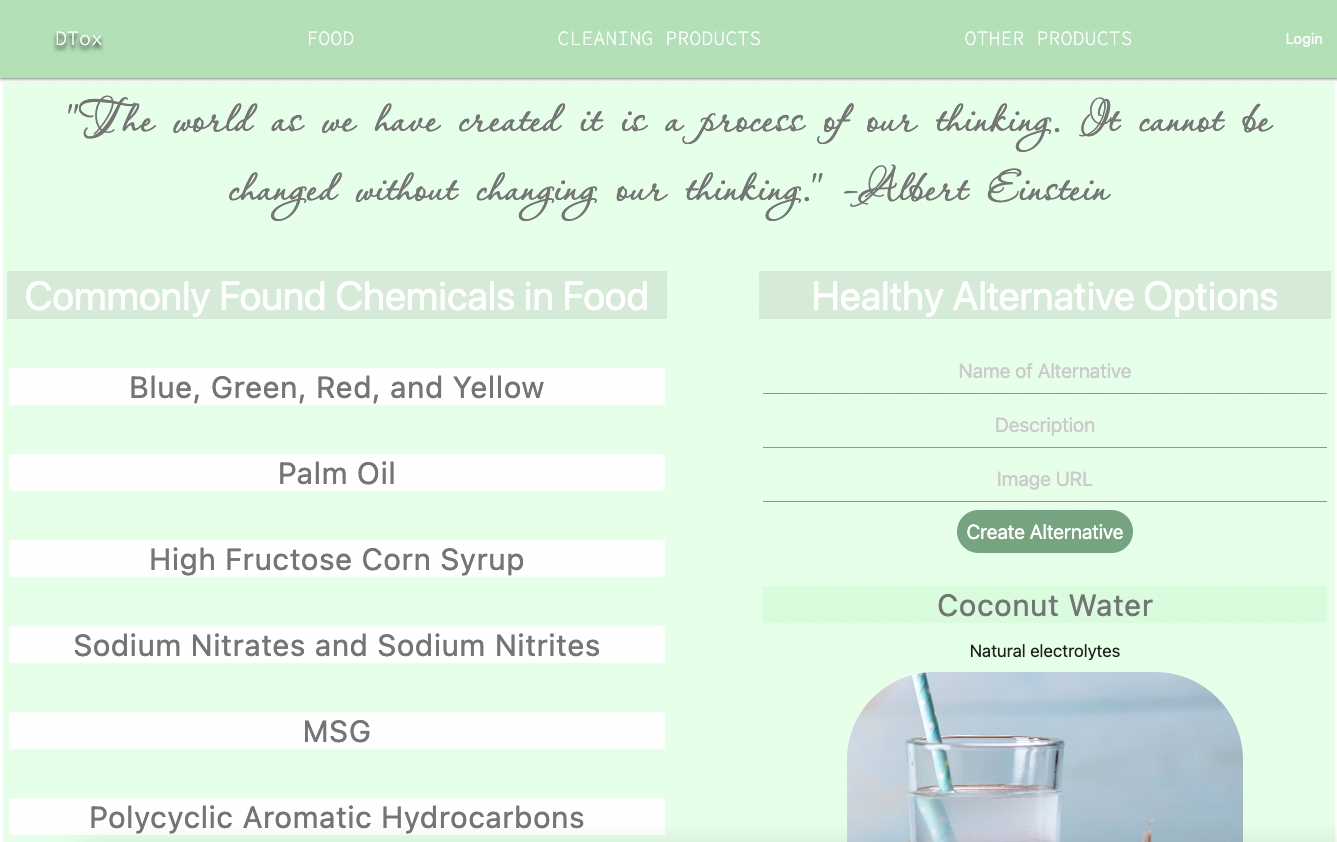 DTox
FOOD
CLEANING PRODUCTS
OTHER PRODUCTS
Login
"The world as we have created it is a process of our thinking. It cannot be
changed without changing our thinking." -Albert Einstein
Commonly Found Chemicals in Food
Blue, Green, Red, and Yellow
Palm Oil
High Fructose Corn Syrup
Sodium Nitrates and Sodium Nitrites
MSG
Polycyclic Aromatic Hydrocarbons
Healthy Alternative Options
Name of Alternative
Description
Image URL
Create Alternative
Coconut Water
Natural electrolytes